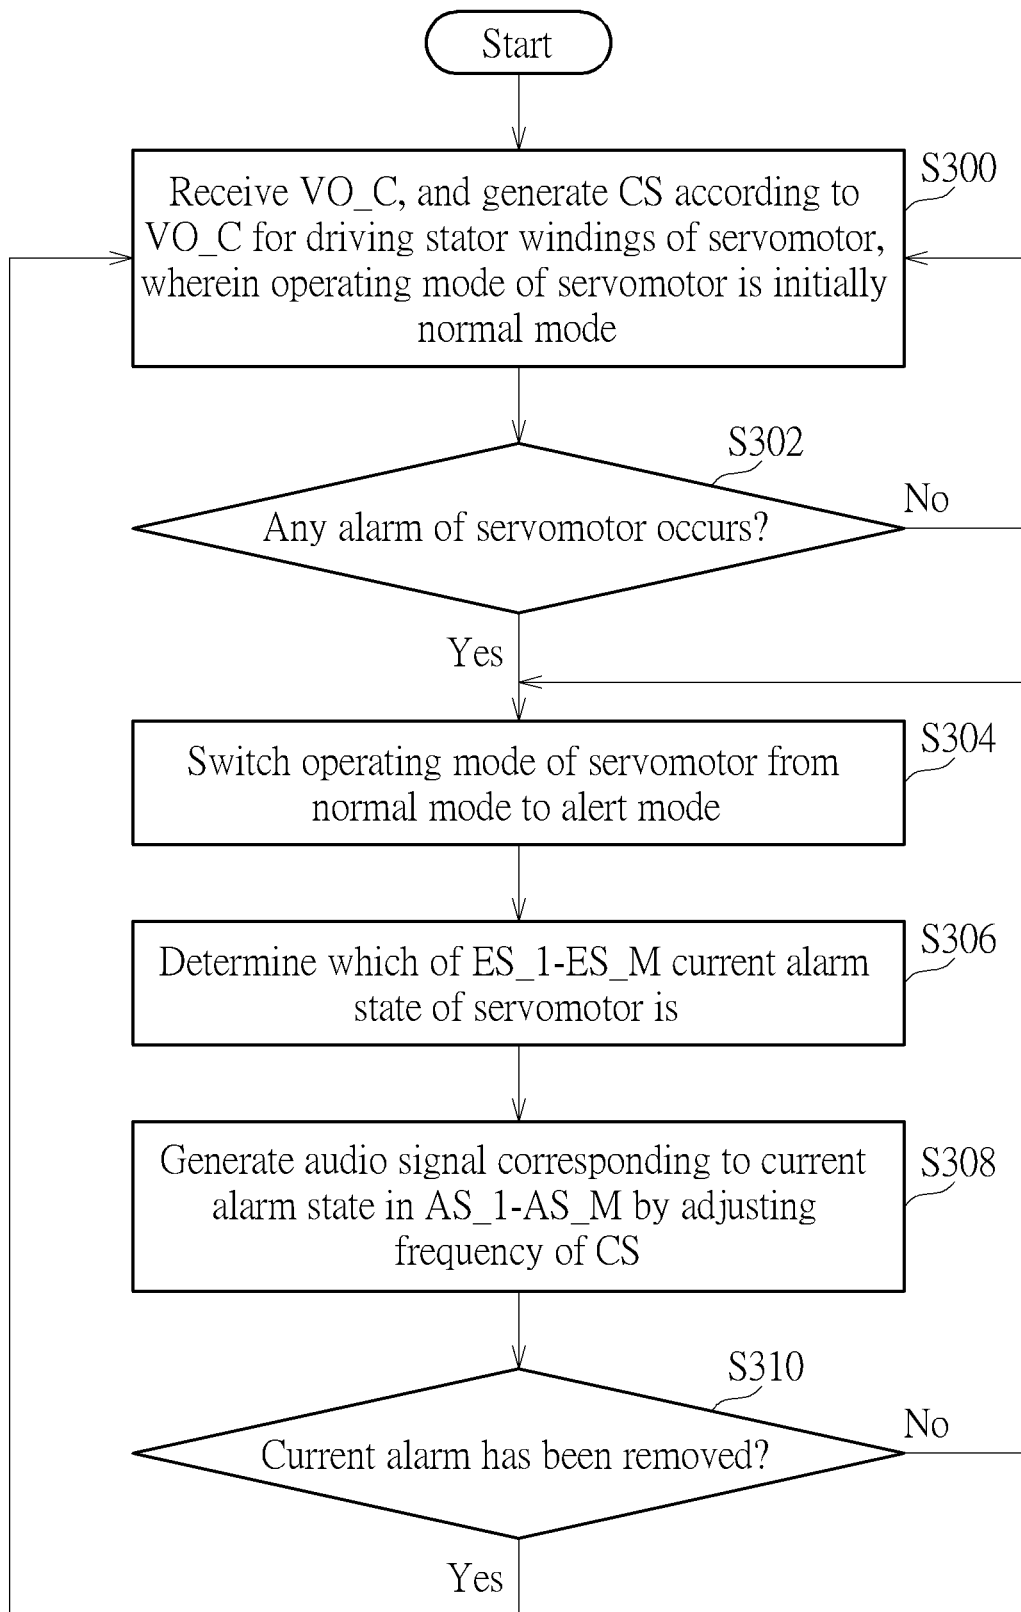 Start
S300
Receive VO_C, and generate CS according to
VO_C for driving stator windings of servomotor,
wherein operating mode of servomotor is initially
normal mode
S302
Any alarm of servomotor occurs?
No
Yes
S304
Switch operating mode of servomotor from
normal mode to alert mode
S306
Determine which of ES_1-ES_M current alarm
state of servomotor is
S308
Generate audio signal corresponding to current
alarm state in AS_1-AS_M by adjusting
frequency of CS
S310
Current alarm has been removed?
No
Yes